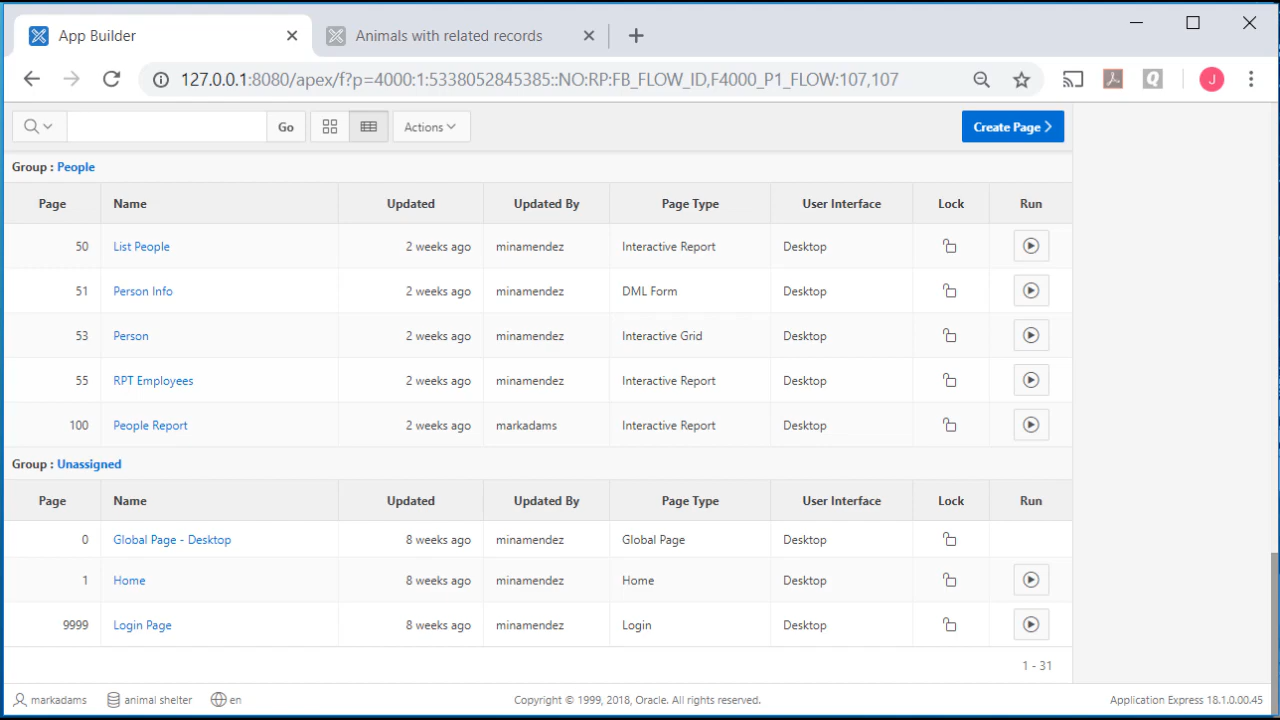 App Builder
Animals with related records
127.0.0.1:8080/apex/f?p=4000:1:5338052845385::NO:RP:FB_FLOW_ID,F4000_P1_FLOW:107,107
J
Go Actions Create Page
Group : People
Page Name Updated Updated By Page Type User Interface Lock Run
50 List People 2 weeks ago minamendez Interactive Report Desktop
51 Person Info 2 weeks ago minamendez DML Form Desktop
53 Person 2 weeks ago minamendez Interactive Grid Desktop
55 RPT Employees 2 weeks ago minamendez Interactive Report Desktop
100 People Report 2 weeks ago markadams Interactive Report Desktop
Group : Unassigned
Page Name Updated Updated By Page Type User Interface Lock Run
0 Global Page - Desktop 8 weeks ago minamendez Global Page Desktop
1 Home 8 weeks ago minamendez Home Desktop
9999 Login Page 8 weeks ago minamendez Login Desktop
1 - 31
markadams animal shelter en Copyright © 1999, 2018, Oracle. All rights reserved. Application Express 18.1.0.00.45